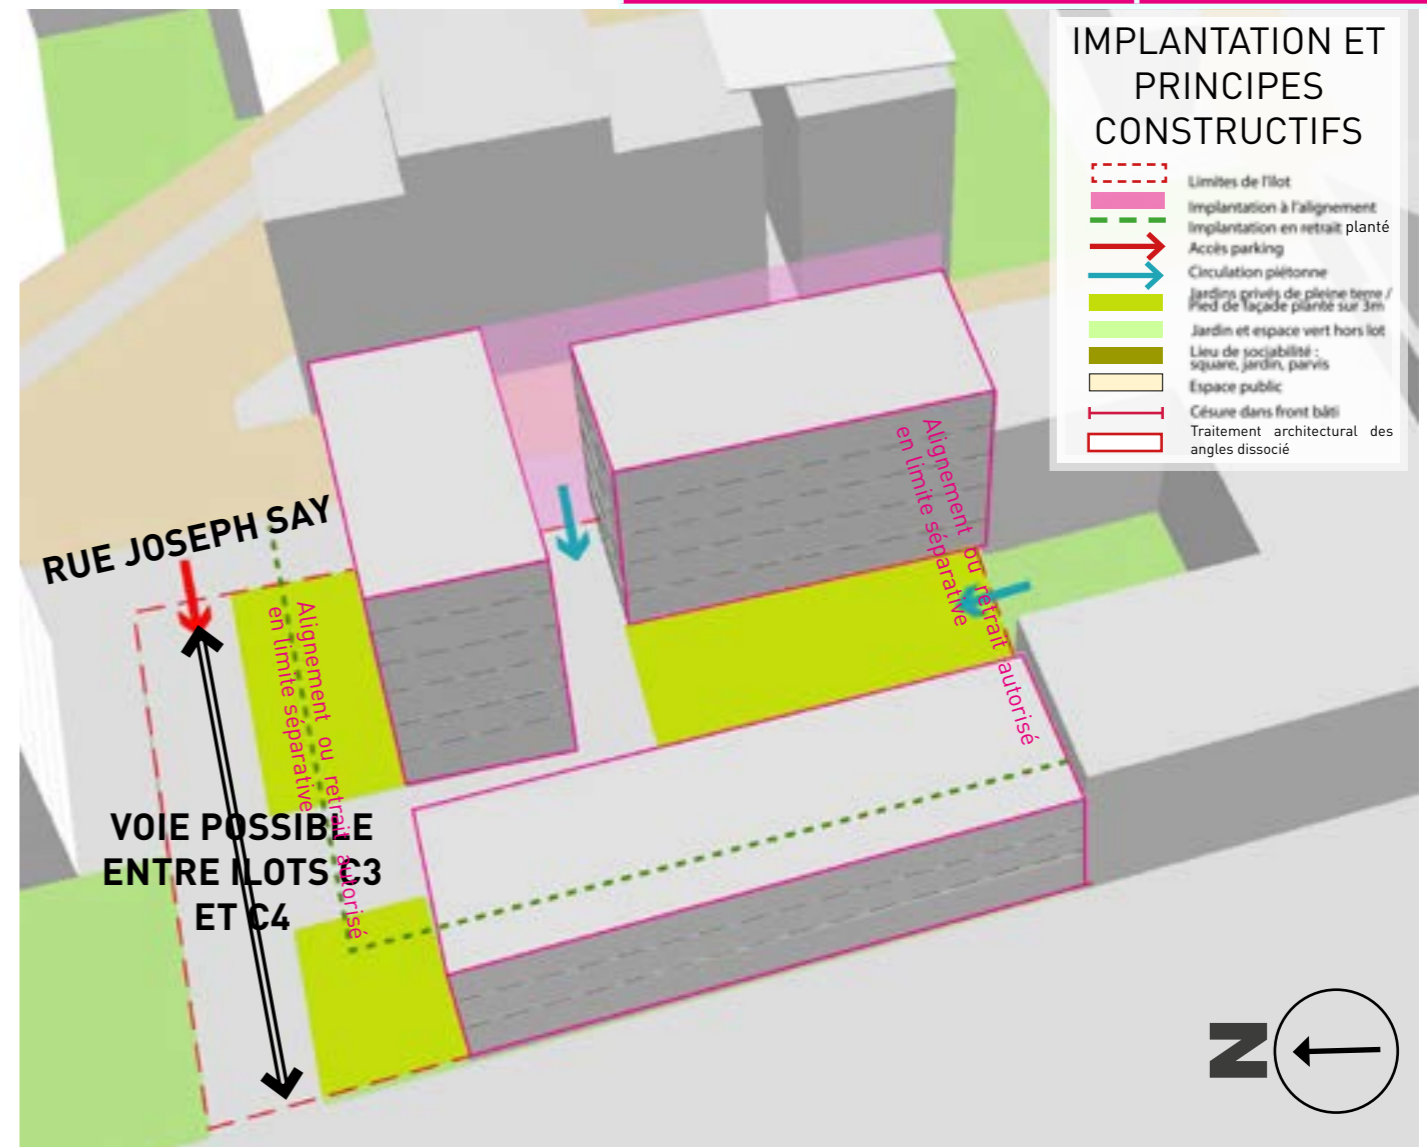 IMPLANTATION ET
PRINCIPES
CONSTRUCTIFS
Limites de l'îlot
Implantation à l'alignement
Implantation en retrait planté
Accès parking
Circulation piétonne
Jardins privés de pleine terre /
Pied de façade planté sur 3m
Jardin et espace vert hors lot
Lieu de sociabilité :
square, jardin, parvis
Espace public
Césure dans front bâti
Traitement architectural des
angles dissocié
Alignement ou retrait autorisé
en limite séparative
RUE JOSEPH SAY
Alignement ou retrait autorisé
en limite séparative
VOIE POSSIBLE
ENTRE ILOTS C3
ET C4
N